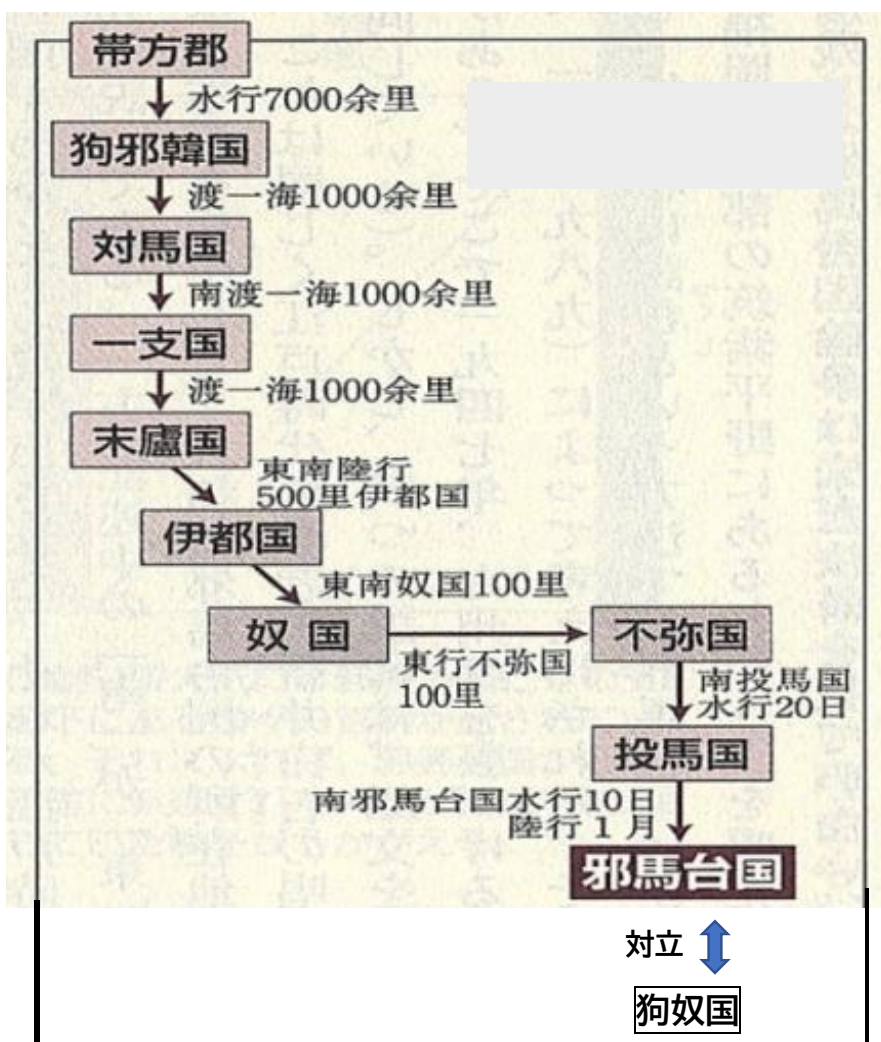 帯方郡
水行7000余里
狗邪韓国
渡一海1000余里
対馬国
南渡一海1000余里
一支国
渡一海1000余里
末廬国
東南陸行
500里伊都国
伊都国
東南奴国100里
奴国
東行不弥国
100里
不弥国
南投馬国
水行20日
投馬国
南邪馬台国水行10日
陸行1月
邪馬台国
対立
狗奴国